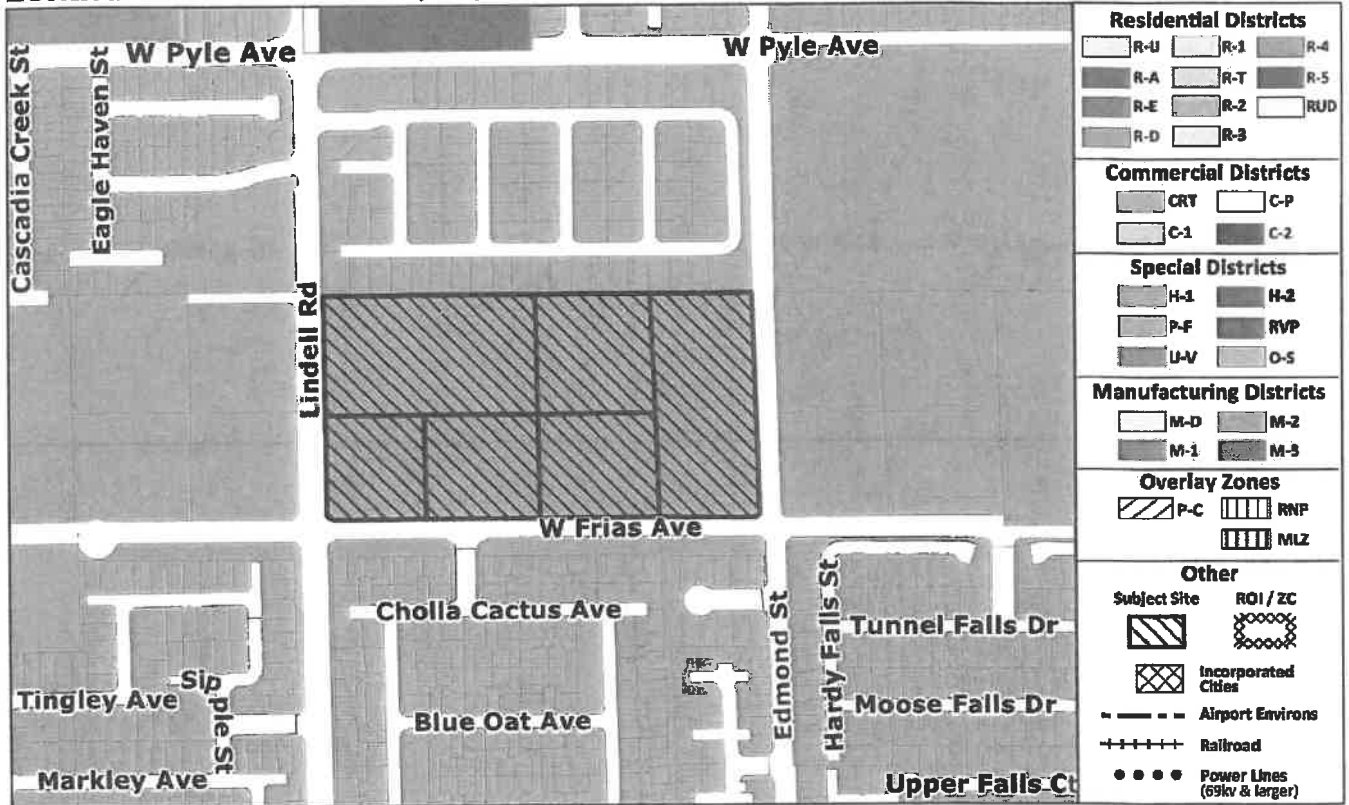 W Pyle Ave
W Pyle Ave
Cascadia Creek St
Eagle Haven St
Lindell Rd
W Frias Ave
Cholla Cactus Ave
Edmond St
Hardy Falls St
Tunnel Falls Dr
Sipple St
Tingley Ave
Blue Oat Ave
Moose Falls Dr
Markley Ave
Upper Falls Ct
Residential Districts
R-U R-1 R-4
R-A R-T R-5
R-E R-2 RUD
R-D R-3
Commercial Districts
CRT C-P
C-1 C-2
Special Districts
H-1 H-2
P-F RVP
U-V O-S
Manufacturing Districts
M-D M-2
M-1 M-3
Overlay Zones
P-C RNP
MLZ
Other
Subject Site ROI / ZC
Incorporated
Cities
Airport Environs
Railroad
Power Lines
(69kv & larger)